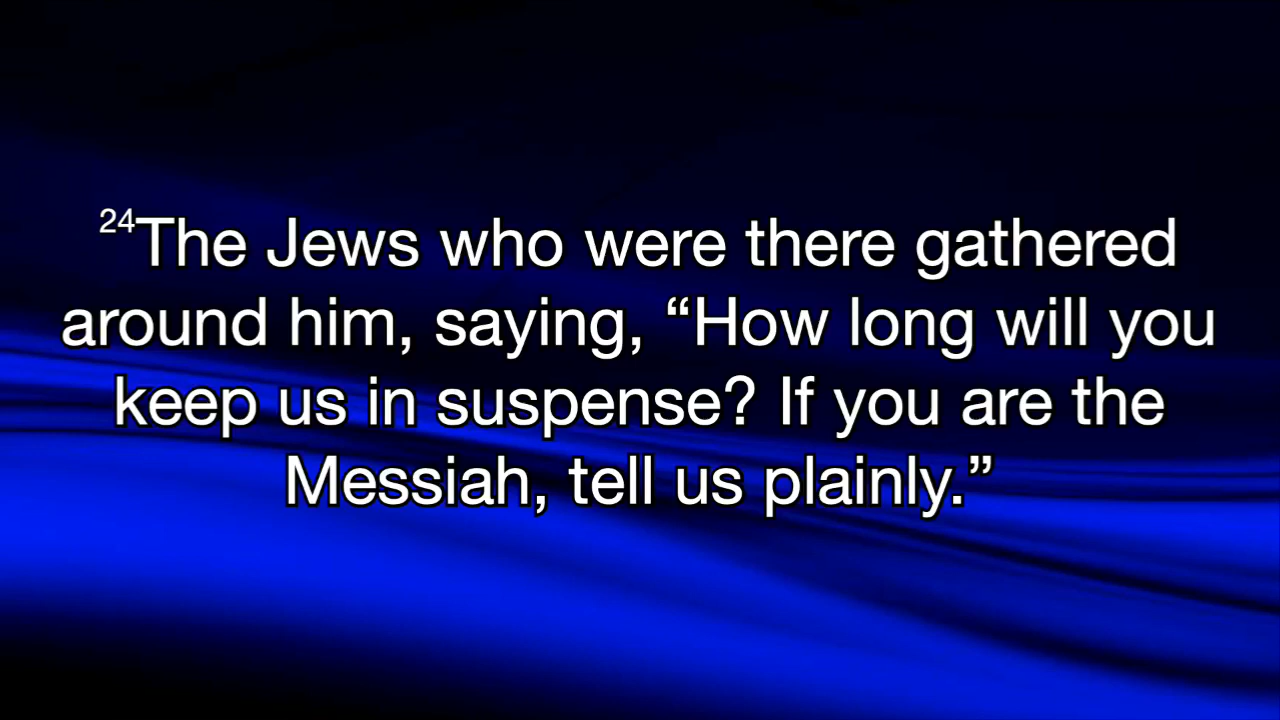 24The Jews who were there gathered
around him, saying, “How long will you
keep us in suspense? If you are the
Messiah, tell us plainly.”